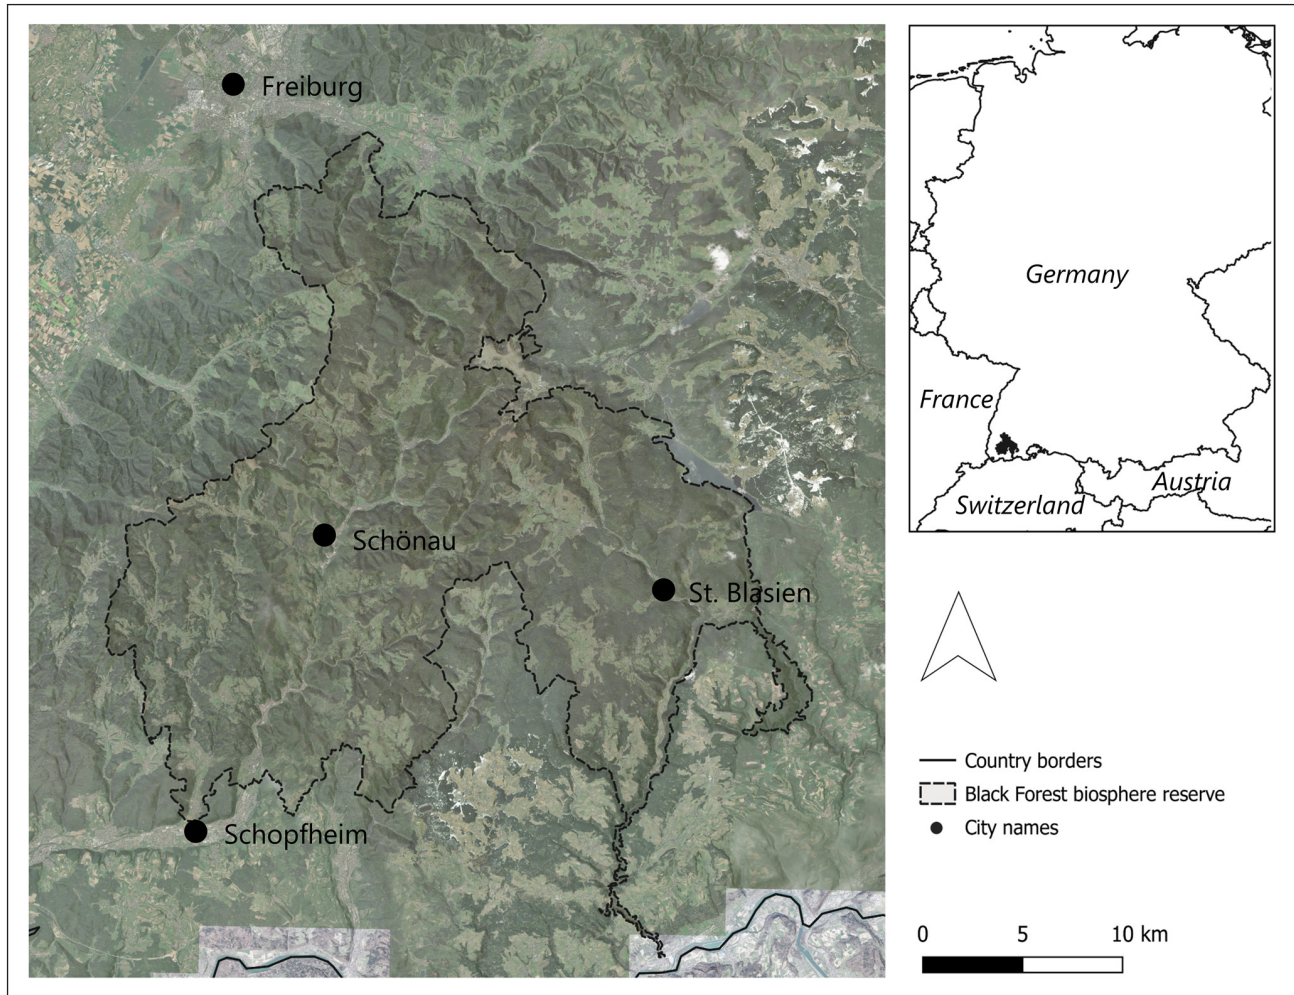 Freiburg
Schönau
St. Blasien
Schopfheim
Germany
France
Austria
Switzerland
Country borders
Black Forest biosphere reserve
City names
0 5 10 km